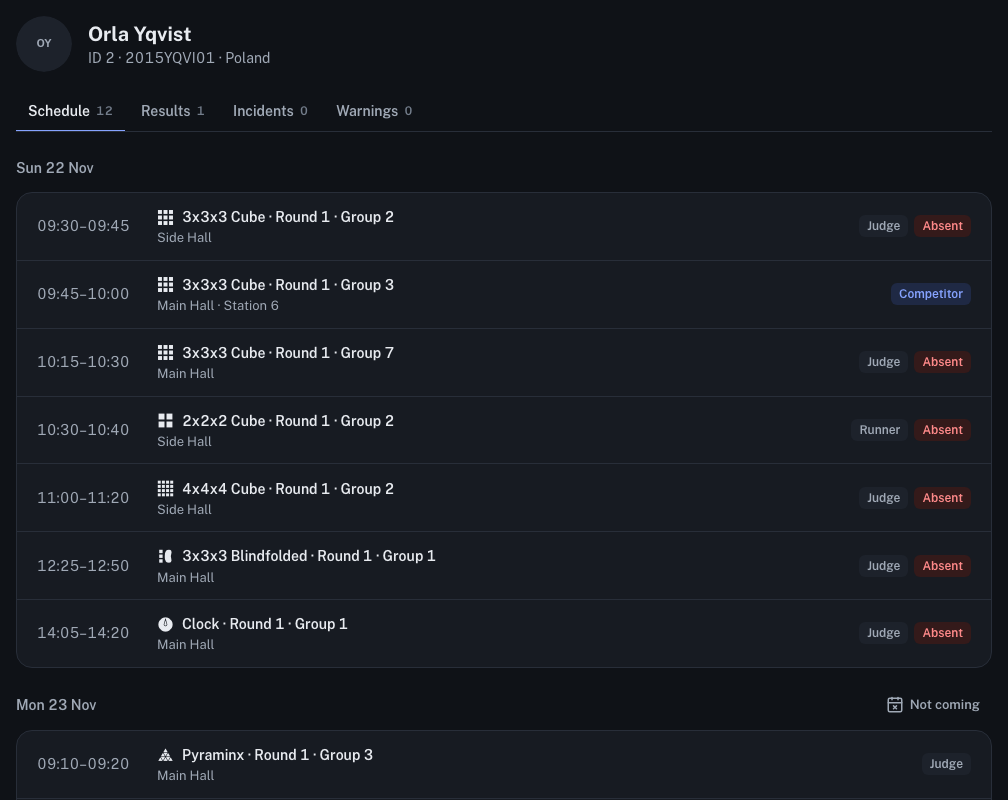 OY
Orla Yqvist
ID 2 · 2015YQVI01 · Poland
Schedule 12 Results 1 Incidents 0 Warnings 0
Sun 22 Nov
09:30–09:45 3x3x3 Cube · Round 1 · Group 2 Judge Absent
Side Hall
09:45–10:00 3x3x3 Cube · Round 1 · Group 3 Competitor
Main Hall · Station 6
10:15–10:30 3x3x3 Cube · Round 1 · Group 7 Judge Absent
Main Hall
10:30–10:40 2x2x2 Cube · Round 1 · Group 2 Runner Absent
Side Hall
11:00–11:20 4x4x4 Cube · Round 1 · Group 2 Judge Absent
Side Hall
12:25–12:50 3x3x3 Blindfolded · Round 1 · Group 1 Judge Absent
Main Hall
14:05–14:20 Clock · Round 1 · Group 1 Judge Absent
Main Hall
Mon 23 Nov Not coming
09:10–09:20 Pyraminx · Round 1 · Group 3 Judge
Main Hall